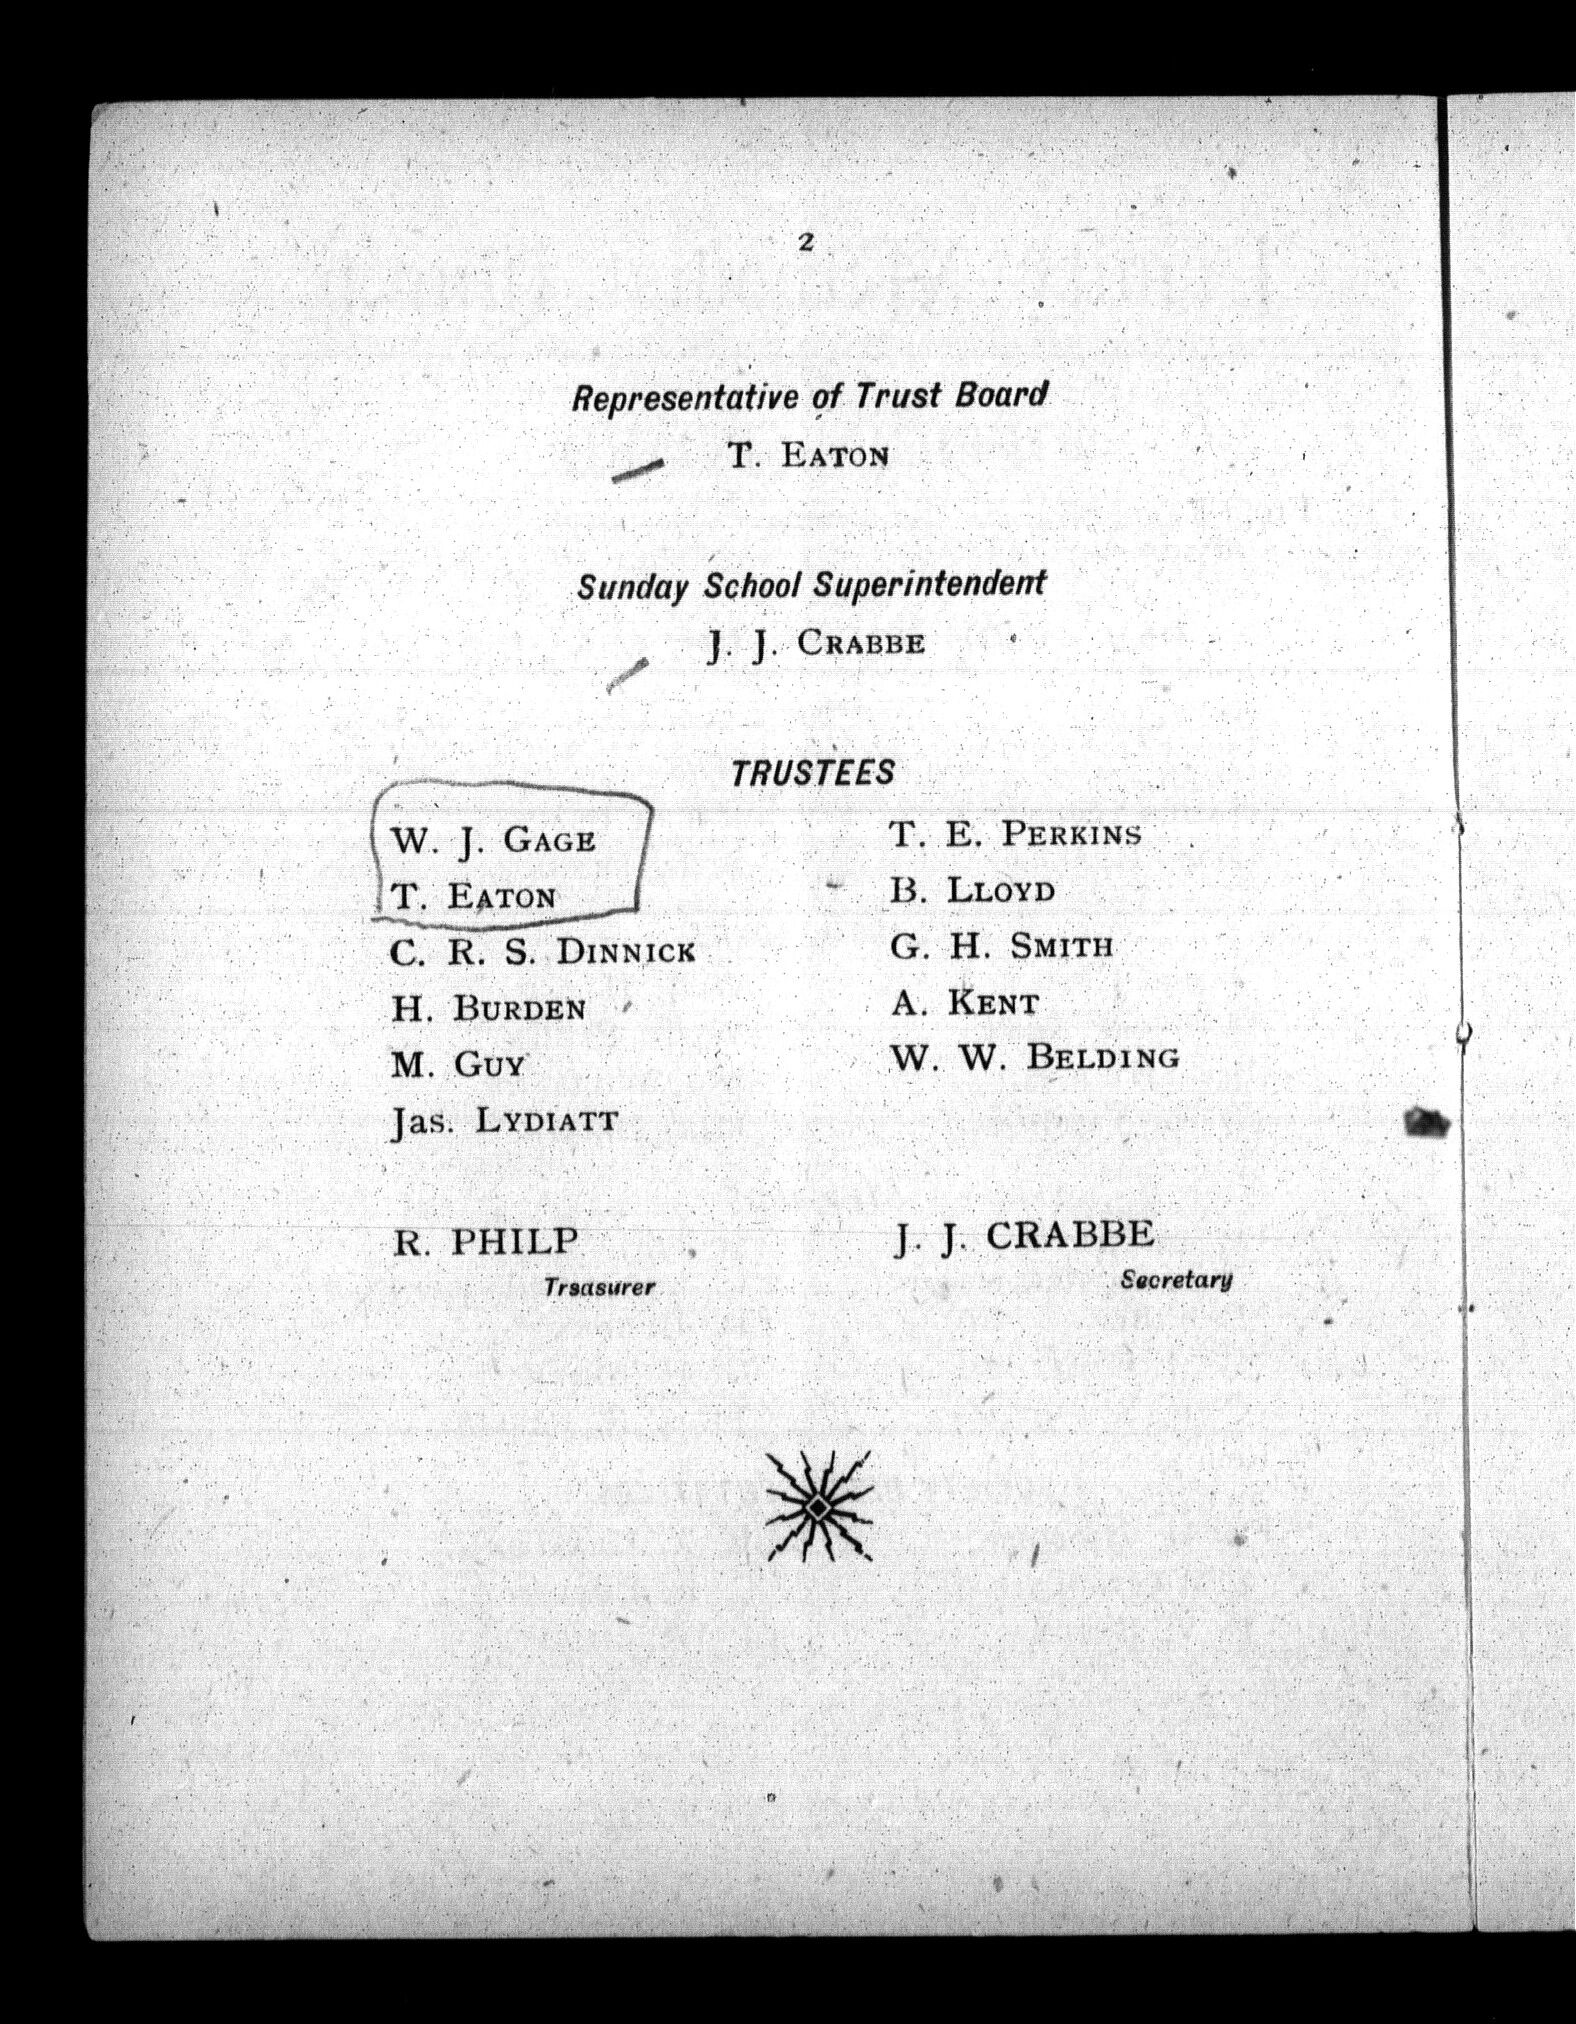 2
Representative of Trust Board
T. EATON
Sunday School Superintendent
J. J. CRABBE
TRUSTEES
W. J. GAGE
T. EATON
C. R. S. DINNICK
H. BURDEN
M. GUY
Jas. LYDIATT
T. E. PERKINS
B. LLOYD
G. H. SMITH
A. KENT
W. W. BELDING
R. PHILP
Trsasurer
J. J. CRABBE
Secretary